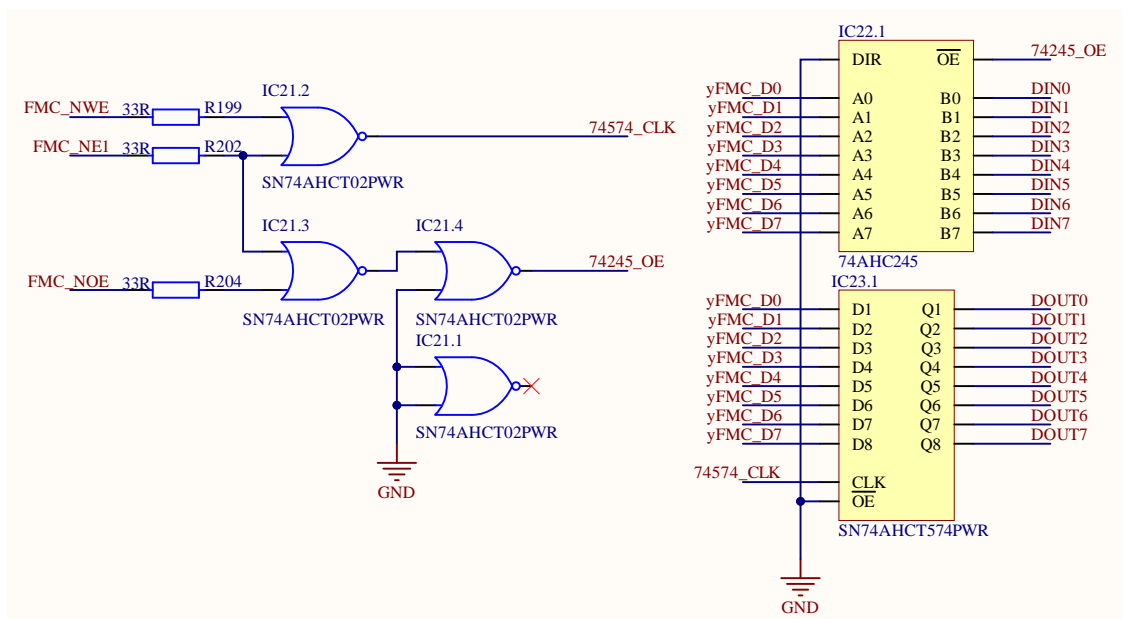 IC21.2
FMC_NWE 33R R199
74574_CLK
FMC_NE1 33R R202
SN74AHCT02PWR
IC21.3
IC21.4
74245_OE
FMC_NOE 33R R204
SN74AHCT02PWR
SN74AHCT02PWR
IC21.1
SN74AHCT02PWR
GND
IC22.1
DIR OE 74245_OE
yFMC_D0 A0 B0 DIN0
yFMC_D1 A1 B1 DIN1
yFMC_D2 A2 B2 DIN2
yFMC_D3 A3 B3 DIN3
yFMC_D4 A4 B4 DIN4
yFMC_D5 A5 B5 DIN5
yFMC_D6 A6 B6 DIN6
yFMC_D7 A7 B7 DIN7
74AHC245
IC23.1
yFMC_D0 D1 Q1 DOUT0
yFMC_D1 D2 Q2 DOUT1
yFMC_D2 D3 Q3 DOUT2
yFMC_D3 D4 Q4 DOUT3
yFMC_D4 D5 Q5 DOUT4
yFMC_D5 D6 Q6 DOUT5
yFMC_D6 D7 Q7 DOUT6
yFMC_D7 D8 Q8 DOUT7
74574_CLK CLK
OE
SN74AHCT574PWR
GND